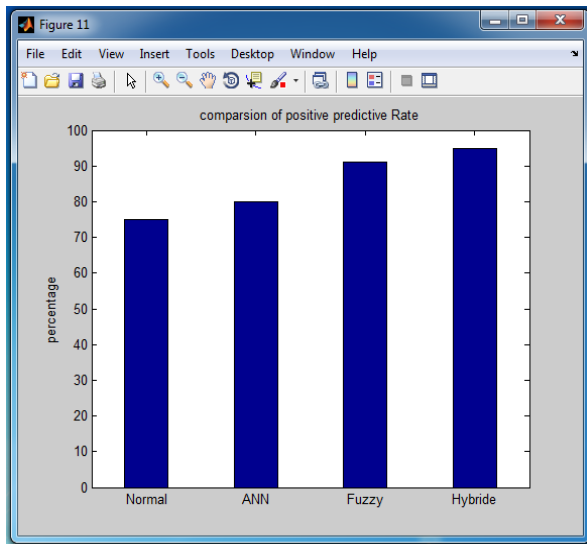 Figure 11
File Edit View Insert Tools Desktop Window Help
comparsion of positive predictive Rate
100
90
80
70
60
50
40
30
20
10
0
percentage
Normal ANN Fuzzy Hybride